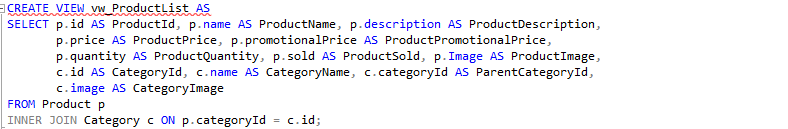 CREATE VIEW vw_ProductList AS
SELECT p.id AS ProductId, p.name AS ProductName, p.description AS ProductDescription,
p.price AS ProductPrice, p.promotionalPrice AS ProductPromotionalPrice,
p.quantity AS ProductQuantity, p.sold AS ProductSold, p.Image AS ProductImage,
c.id AS CategoryId, c.name AS CategoryName, c.categoryId AS ParentCategoryId,
c.image AS CategoryImage
FROM Product p
INNER JOIN Category c ON p.categoryId = c.id;